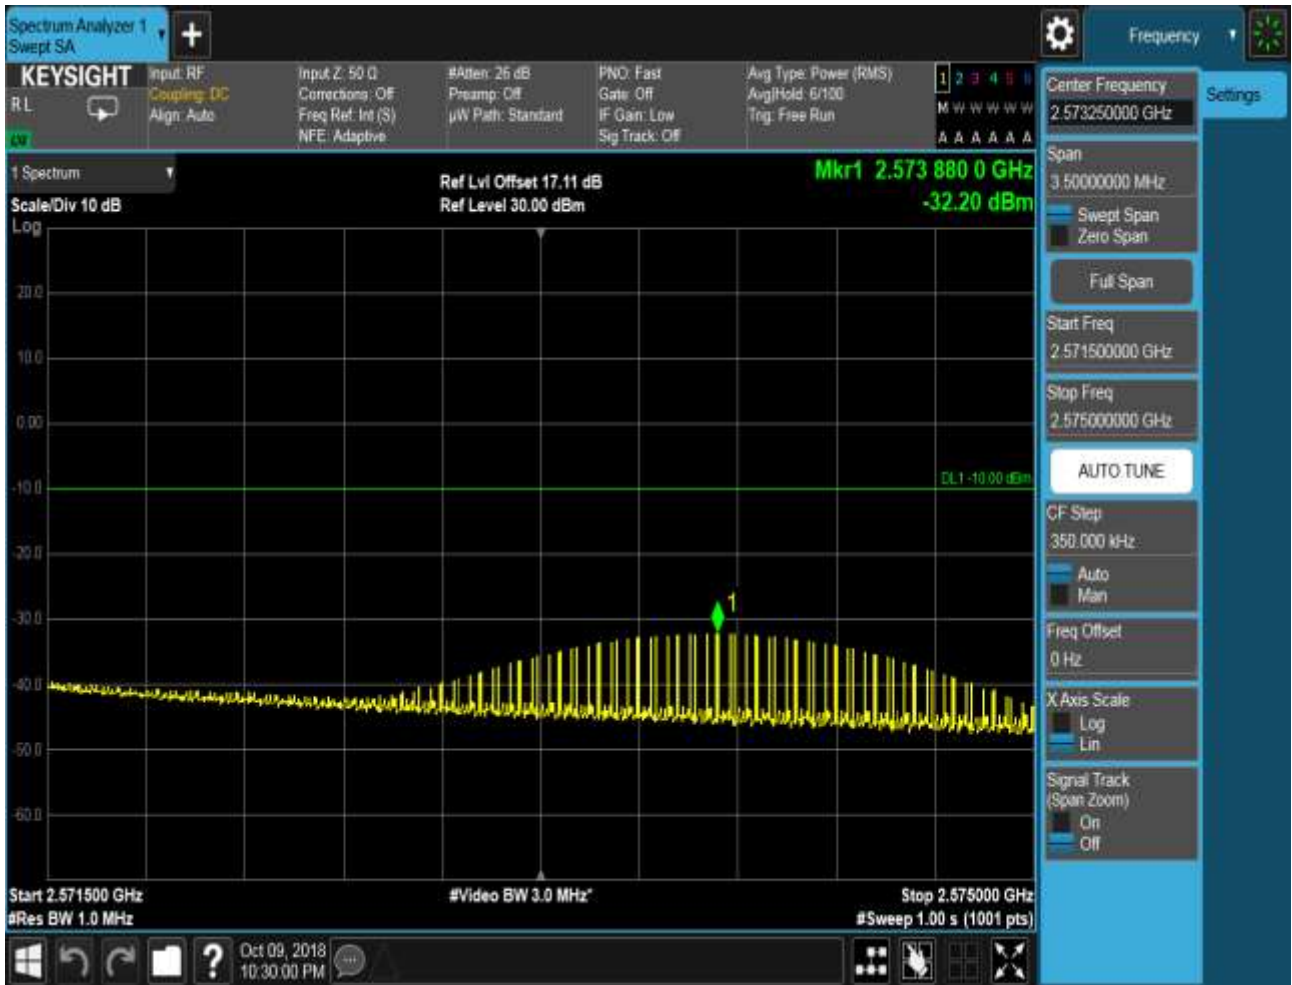 Spectrum Analyzer 1
Swept SA
Frequency
KEYSIGHT
R L
Input: RF
Coupling: DC
Align: Auto
Input Z: 50 Ω
Corrections: Off
Freq Ref: Int (S)
NFE: Adaptive
#Atten: 26 dB
Preamp: Off
µW Path: Standard
PNO: Fast
Gate: Off
IF Gain: Low
Sig Track: Off
Avg Type: Power (RMS)
Avg|Hold: 6/100
Trig: Free Run
1 2 3 4 5 6
M W W W W W
A A A A A A
1 Spectrum
Scale/Div 10 dB
Log
Ref Lvl Offset 17.11 dB
Ref Level 30.00 dBm
Mkr1 2.573 880 0 GHz
-32.20 dBm
20.0
10.0
0.00
-10.0
-20.0
-30.0
-40.0
-50.0
-60.0
DL1 -10.00 dBm
1
Start 2.571500 GHz
#Res BW 1.0 MHz
#Video BW 3.0 MHz*
Stop 2.575000 GHz
#Sweep 1.00 s (1001 pts)
Oct 09, 2018
10:30:00 PM
Center Frequency
2.573250000 GHz
Settings
Span
3.50000000 MHz
Swept Span
Zero Span
Full Span
Start Freq
2.571500000 GHz
Stop Freq
2.575000000 GHz
AUTO TUNE
CF Step
350.000 kHz
Auto
Man
Freq Offset
0 Hz
X Axis Scale
Log
Lin
Signal Track
(Span Zoom)
On
Off